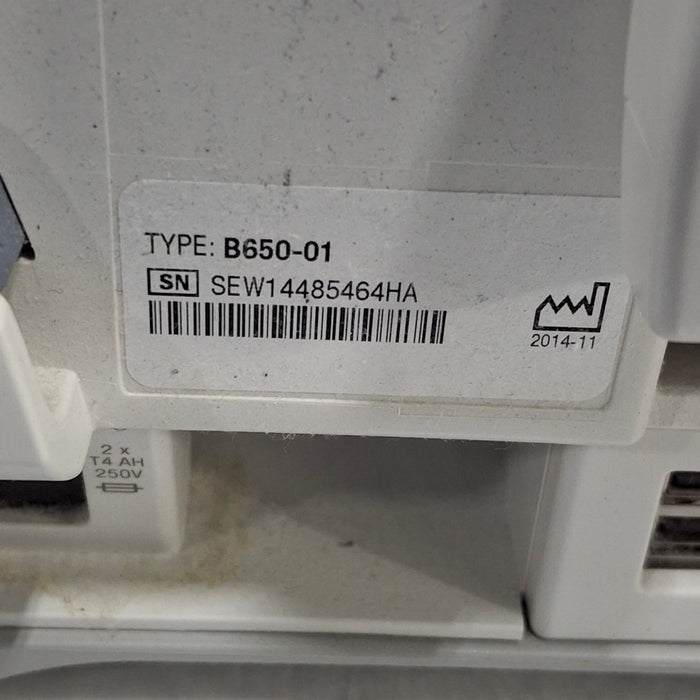 TYPE: B650-01
SN SEW14485464HA
2014-11
2 x
T4 AH
250V